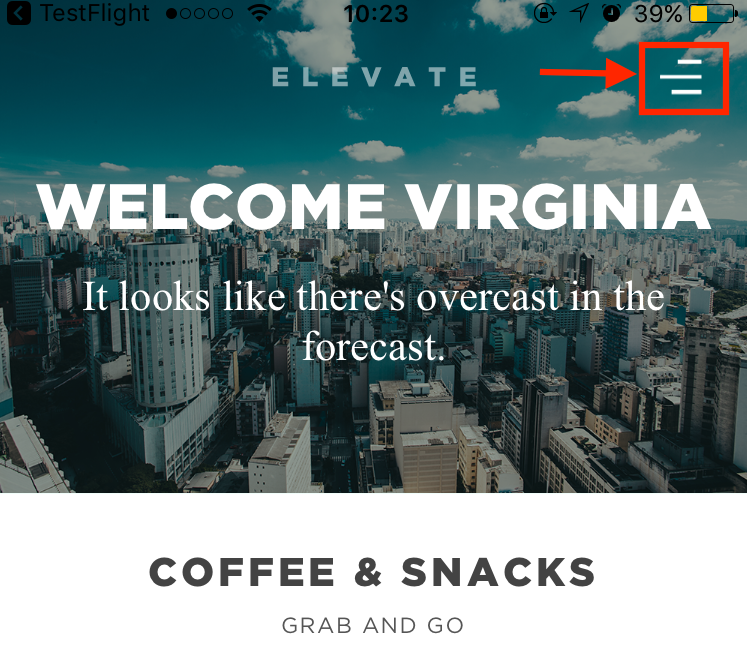 TestFlight 10:23 39%
ELEVATE
WELCOME VIRGINIA
It looks like there's overcast in the
forecast.
COFFEE & SNACKS
GRAB AND GO